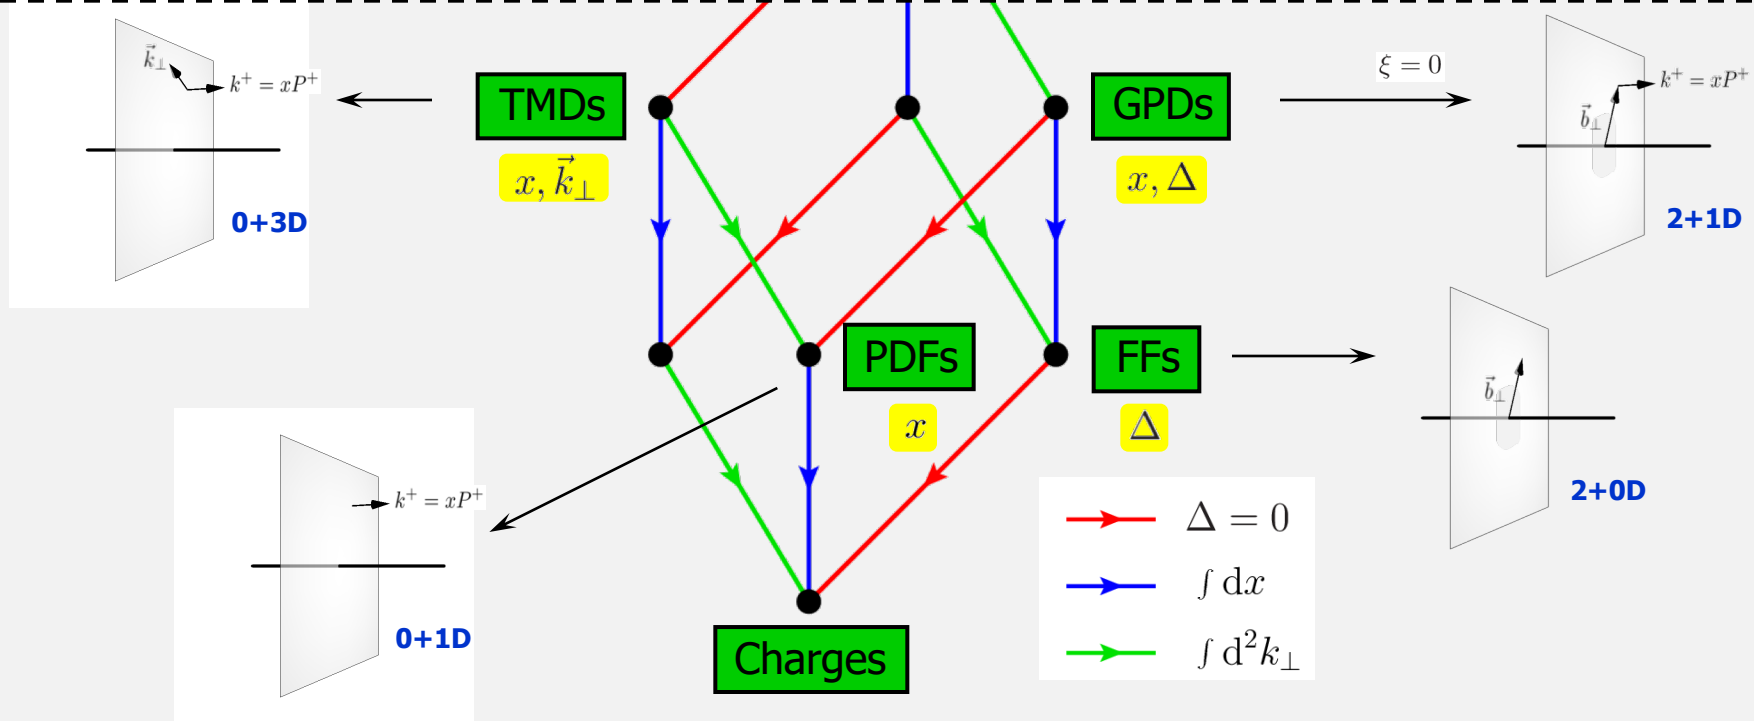 $\vec{k}_\perp$
$k^+ = xP^+$
0+3D
TMDs
$x, \vec{k}_\perp$
GPDs
$x, \Delta$
$\xi = 0$
$k^+ = xP^+$
$\vec{b}_\perp$
2+1D
PDFs
$x$
FFs
$\Delta$
$\vec{b}_\perp$
2+0D
$k^+ = xP^+$
0+1D
Charges
$\Delta = 0$
$\int \mathrm{d}x$
$\int \mathrm{d}^2 k_\perp$